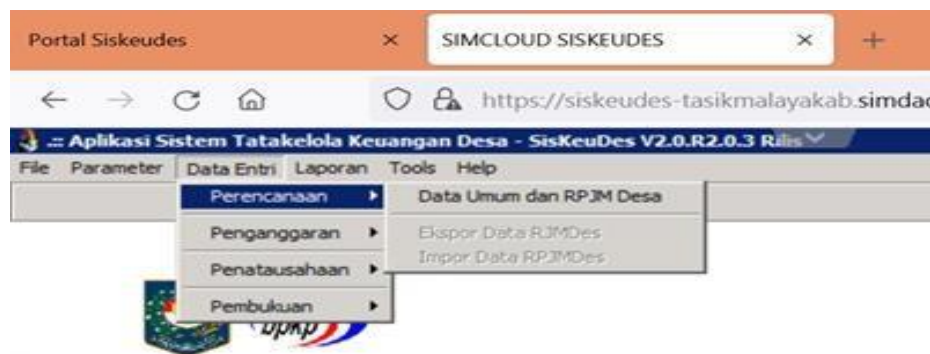 Portal Siskeudes × SIMCLOUD SISKEUDES × +
https://siskeudes-tasikmalayakab.simdac
.:: Aplikasi Sistem Tatakelola Keuangan Desa - SisKeuDes V2.0.R2.0.3 Rilis
File Parameter Data Entri Laporan Tools Help
Perencanaan Data Umum dan RPJM Desa
Penganggaran Ekspor Data RJMDes
Impor Data RPJMDes
Penatausahaan
Pembukuan
bpkp